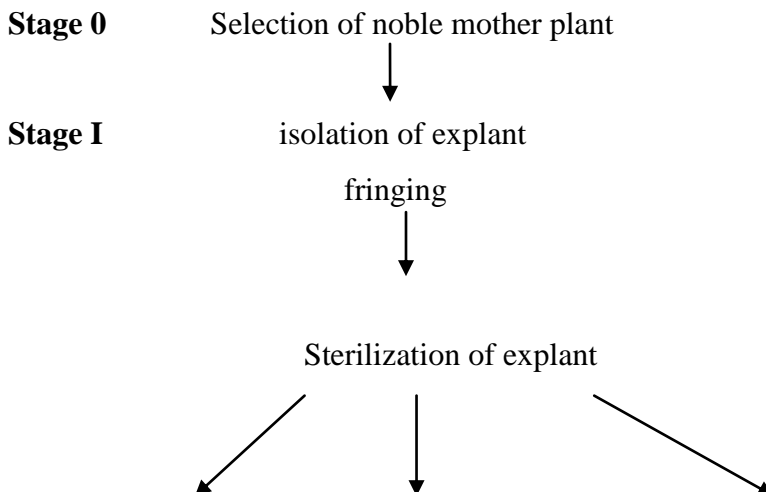 Stage 0 Selection of noble mother plant
Stage I isolation of explant
fringing
Sterilization of explant